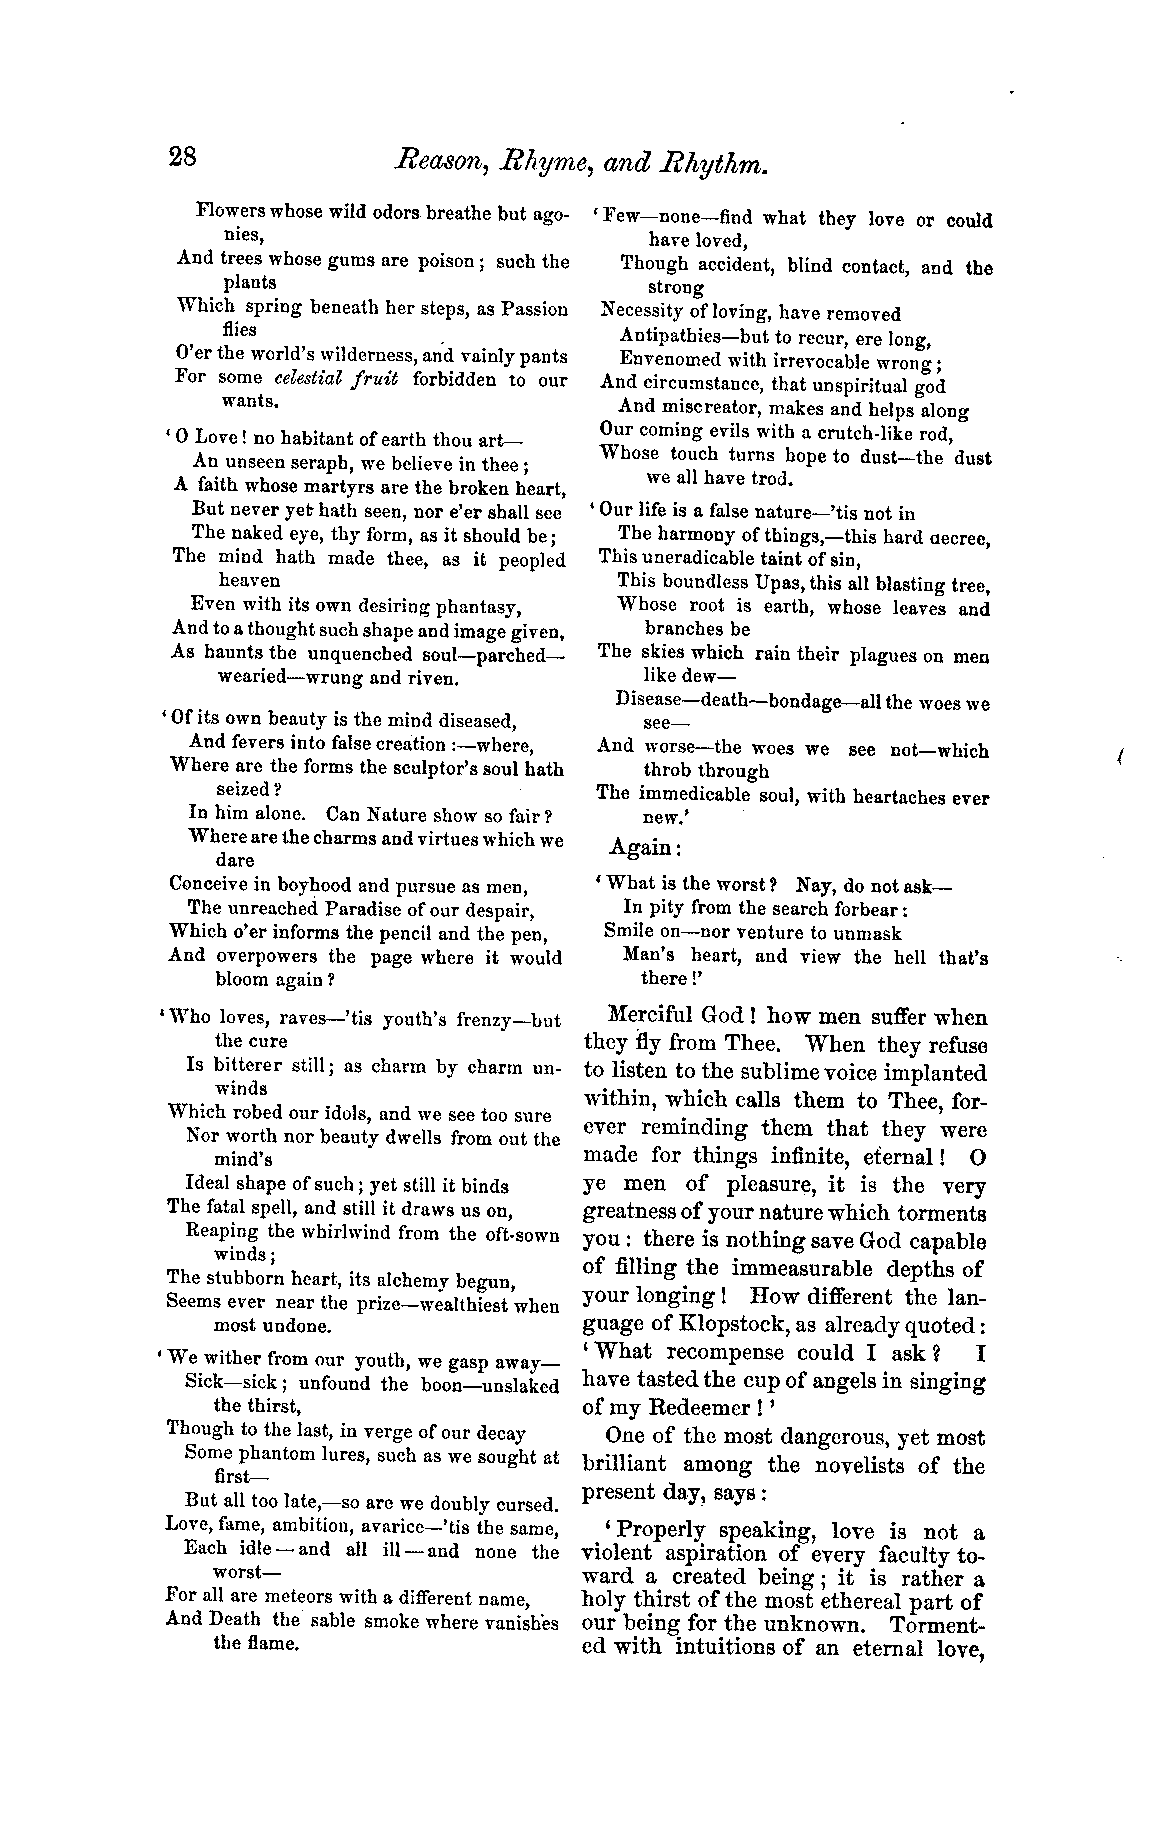 28
Reason, Rhyme, and Rhythm.
Flowers whose wild odors breathe but ago-
nies,
And trees whose gums are poison; such the
plants
Which spring beneath her steps, as Passion
flies
O'er the world's wilderness, and vainly pants
For some celestial fruit forbidden to our
wants.
'O Love! no habitant of earth thou art—
An unseen seraph, we believe in thee;
A faith whose martyrs are the broken heart,
But never yet hath seen, nor e'er shall see
The naked eye, thy form, as it should be;
The mind hath made thee, as it peopled
heaven
Even with its own desiring phantasy,
And to a thought such shape and image given,
As haunts the unquenched soul—parched—
wearied—wrung and riven.
'Of its own beauty is the mind diseased,
And fevers into false creation:—where,
Where are the forms the sculptor's soul hath
seized?
In him alone. Can Nature show so fair?
Where are the charms and virtues which we
dare
Conceive in boyhood and pursue as men,
The unreached Paradise of our despair,
Which o'er informs the pencil and the pen,
And overpowers the page where it would
bloom again?
'Who loves, raves—'tis youth's frenzy—but
the cure
Is bitterer still; as charm by charm un-
winds
Which robed our idols, and we see too sure
Nor worth nor beauty dwells from out the
mind's
Ideal shape of such; yet still it binds
The fatal spell, and still it draws us on,
Reaping the whirlwind from the oft-sown
winds;
The stubborn heart, its alchemy begun,
Seems ever near the prize—wealthiest when
most undone.
'We wither from our youth, we gasp away—
Sick—sick; unfound the boon—unslaked
the thirst,
Though to the last, in verge of our decay
Some phantom lures, such as we sought at
first—
But all too late,—so are we doubly cursed.
Love, fame, ambition, avarice—'tis the same,
Each idle—and all ill—and none the
worst—
For all are meteors with a different name,
And Death the sable smoke where vanishes
the flame.
'Few—none—find what they love or could
have loved,
Though accident, blind contact, and the
strong
Necessity of loving, have removed
Antipathies—but to recur, ere long,
Envenomed with irrevocable wrong;
And circumstance, that unspiritual god
And miscreator, makes and helps along
Our coming evils with a crutch-like rod,
Whose touch turns hope to dust—the dust
we all have trod.
'Our life is a false nature—'tis not in
The harmony of things,—this hard decree,
This uneradicable taint of sin,
This boundless Upas, this all blasting tree,
Whose root is earth, whose leaves and
branches be
The skies which rain their plagues on men
like dew—
Disease—death—bondage—all the woes we
see—
And worse—the woes we see not—which
throb through
The immedicable soul, with heartaches ever
new.'
Again:
'What is the worst? Nay, do not ask—
In pity from the search forbear:
Smile on—nor venture to unmask
Man's heart, and view the hell that's
there!'
Merciful God! how men suffer when
they fly from Thee. When they refuse
to listen to the sublime voice implanted
within, which calls them to Thee, for-
ever reminding them that they were
made for things infinite, eternal! O
ye men of pleasure, it is the very
greatness of your nature which torments
you: there is nothing save God capable
of filling the immeasurable depths of
your longing! How different the lan-
guage of Klopstock, as already quoted:
'What recompense could I ask? I
have tasted the cup of angels in singing
of my Redeemer!'
One of the most dangerous, yet most
brilliant among the novelists of the
present day, says:
'Properly speaking, love is not a
violent aspiration of every faculty to-
ward a created being; it is rather a
holy thirst of the most ethereal part of
our being for the unknown. Torment-
ed with intuitions of an eternal love,